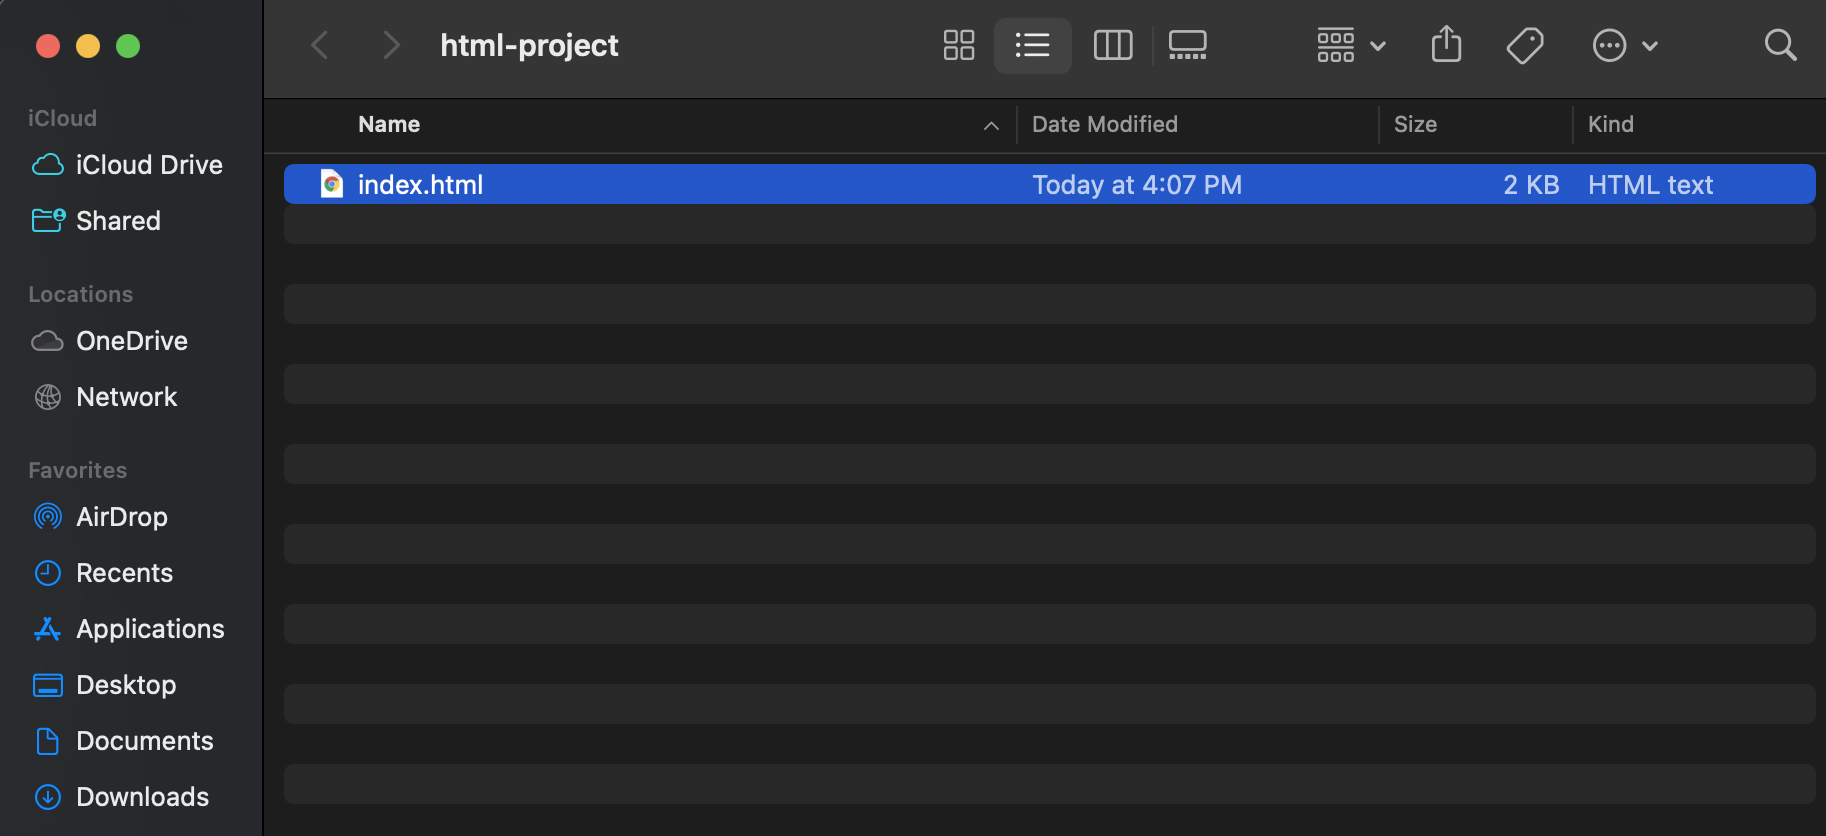 html-project
iCloud
iCloud Drive
Shared
Locations
OneDrive
Network
Favorites
AirDrop
Recents
Applications
Desktop
Documents
Downloads
Name Date Modified Size Kind
index.html Today at 4:07 PM 2 KB HTML text